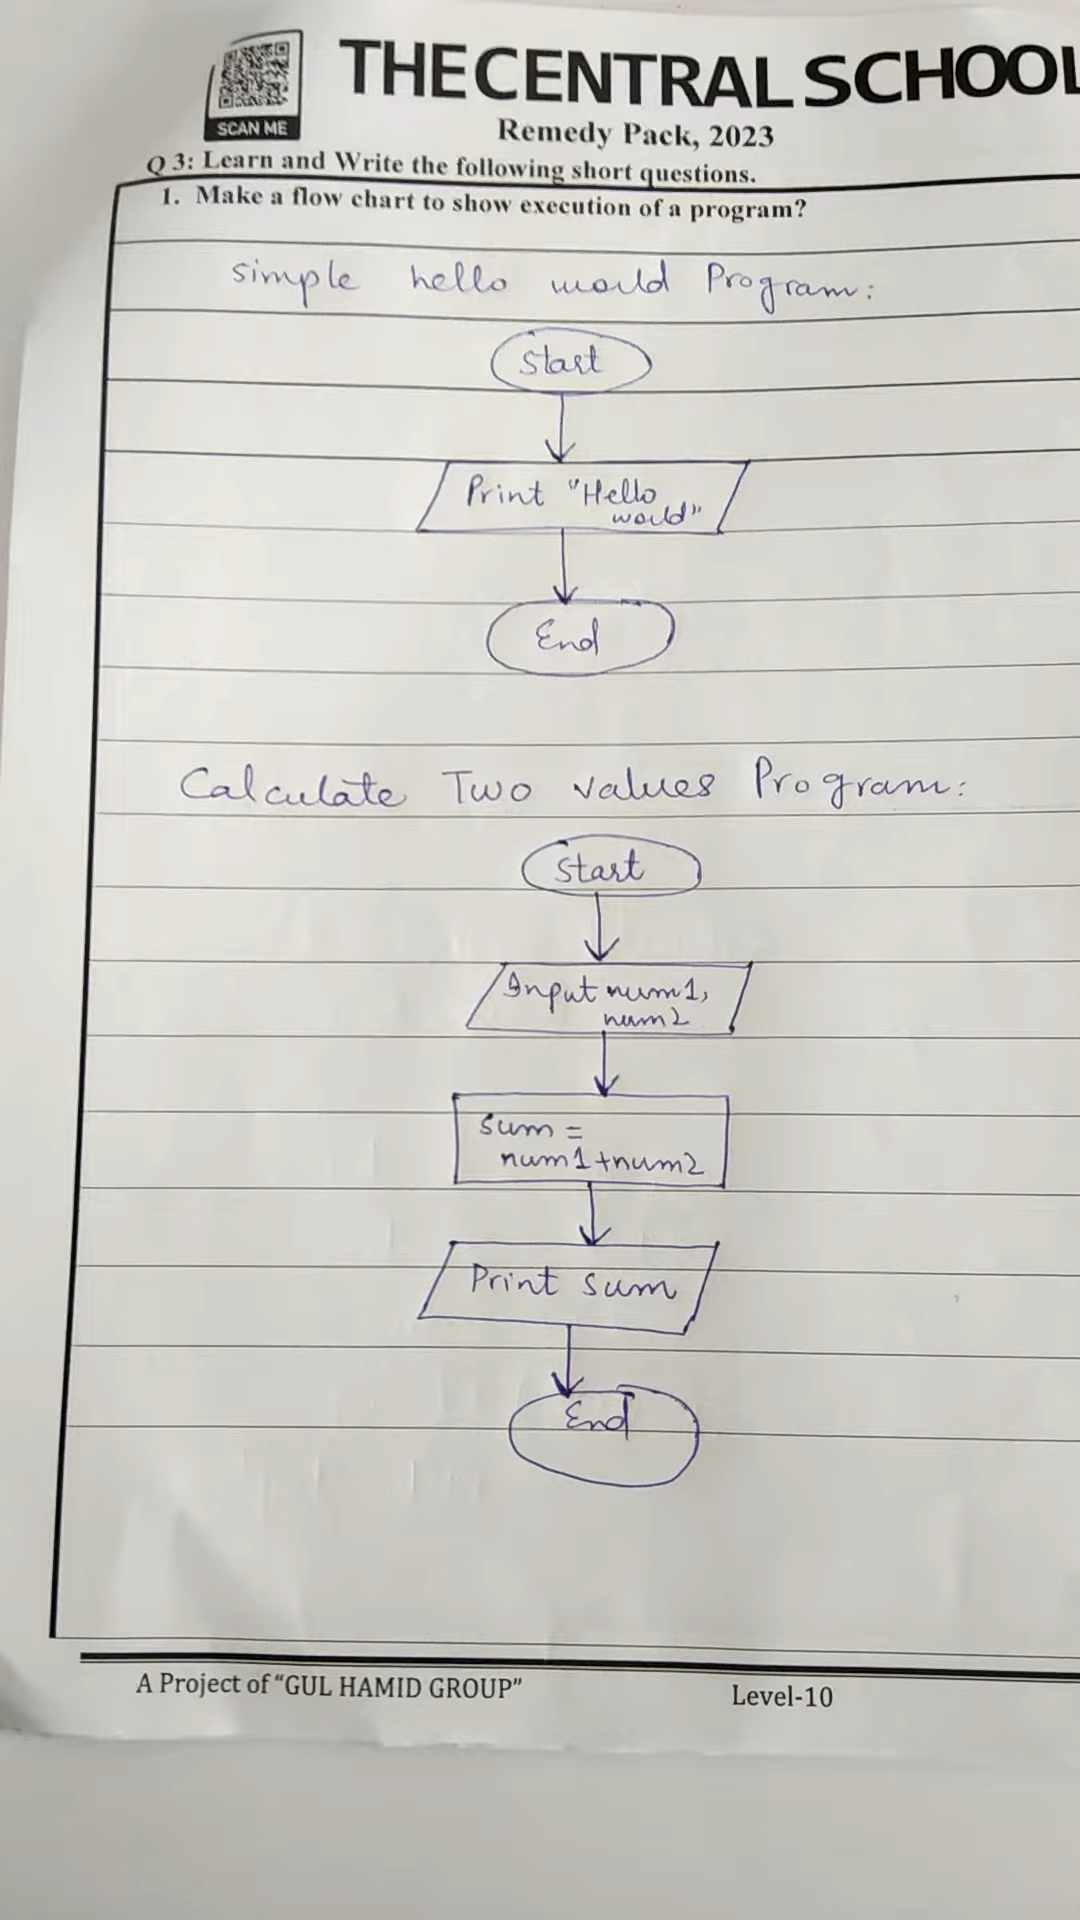 THE CENTRAL SCHOOL
SCAN ME
Remedy Pack, 2023
Q 3: Learn and Write the following short questions.
1. Make a flow chart to show execution of a program?
simple hello world Program:
Start
Print "Hello
world"
End
Calculate Two values Program:
Start
Input num1,
num2
sum =
num1+num2
Print sum
End
A Project of “GUL HAMID GROUP”
Level-10